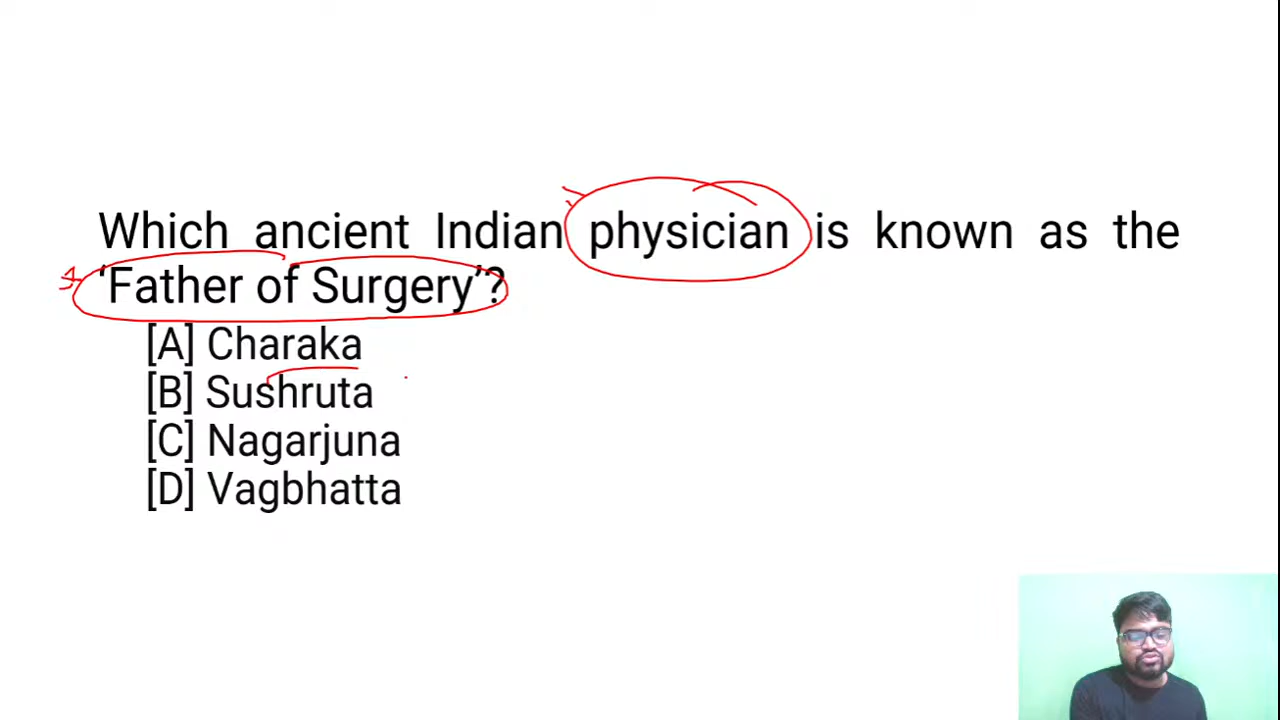 Which ancient Indian physician is known as the
‘Father of Surgery’?
[A] Charaka
[B] Sushruta
[C] Nagarjuna
[D] Vagbhatta